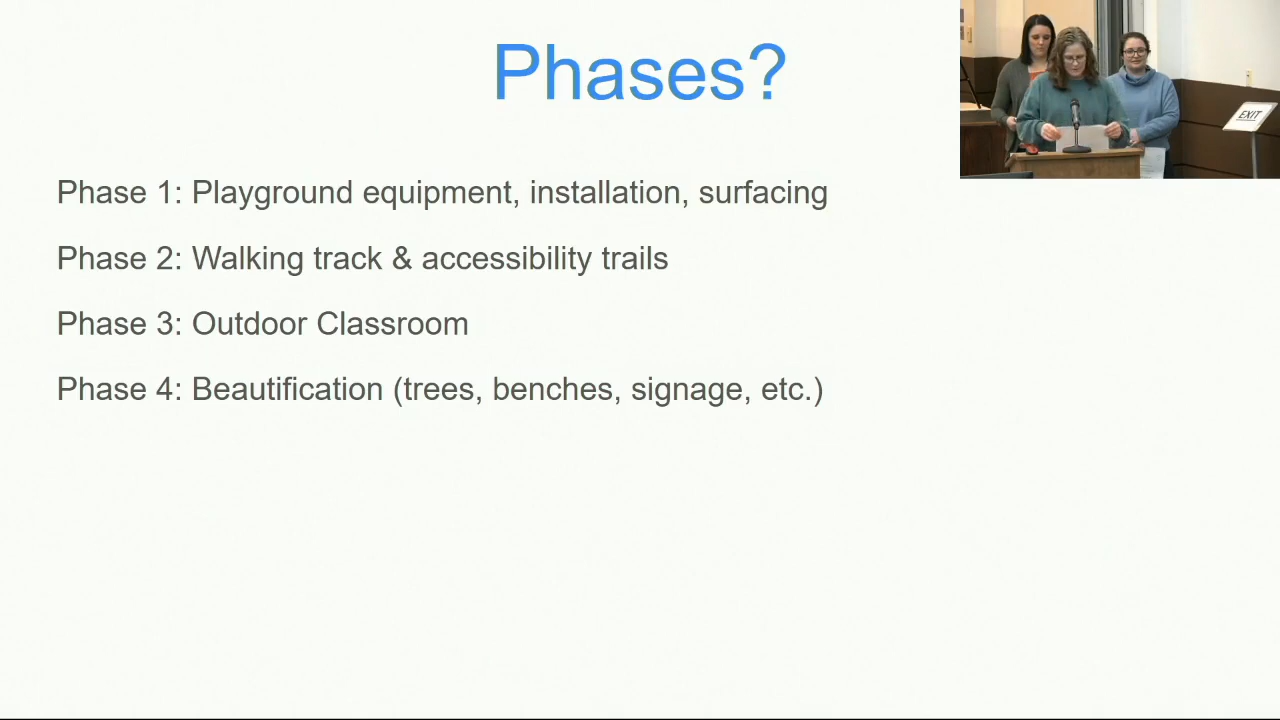 Phases?
Phase 1: Playground equipment, installation, surfacing
Phase 2: Walking track & accessibility trails
Phase 3: Outdoor Classroom
Phase 4: Beautification (trees, benches, signage, etc.)
EXIT